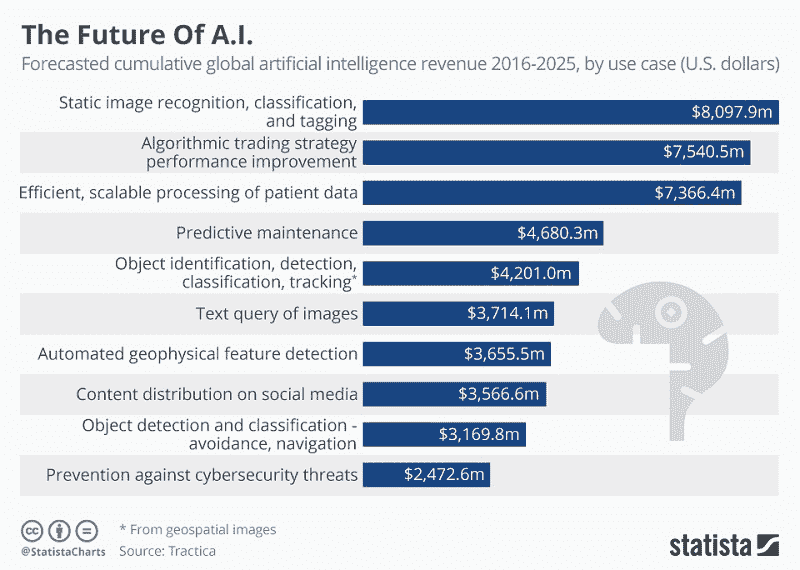 The Future Of A.I.
Forecasted cumulative global artificial intelligence revenue 2016-2025, by use case (U.S. dollars)
Static image recognition, classification,
and tagging
$8,097.9m
Algorithmic trading strategy
performance improvement
$7,540.5m
Efficient, scalable processing of patient data
$7,366.4m
Predictive maintenance
$4,680.3m
Object identification, detection,
classification, tracking*
$4,201.0m
Text query of images
$3,714.1m
Automated geophysical feature detection
$3,655.5m
Content distribution on social media
$3,566.6m
Object detection and classification -
avoidance, navigation
$3,169.8m
Prevention against cybersecurity threats
$2,472.6m
cc
@StatistaCharts
* From geospatial images
Source: Tractica
statista